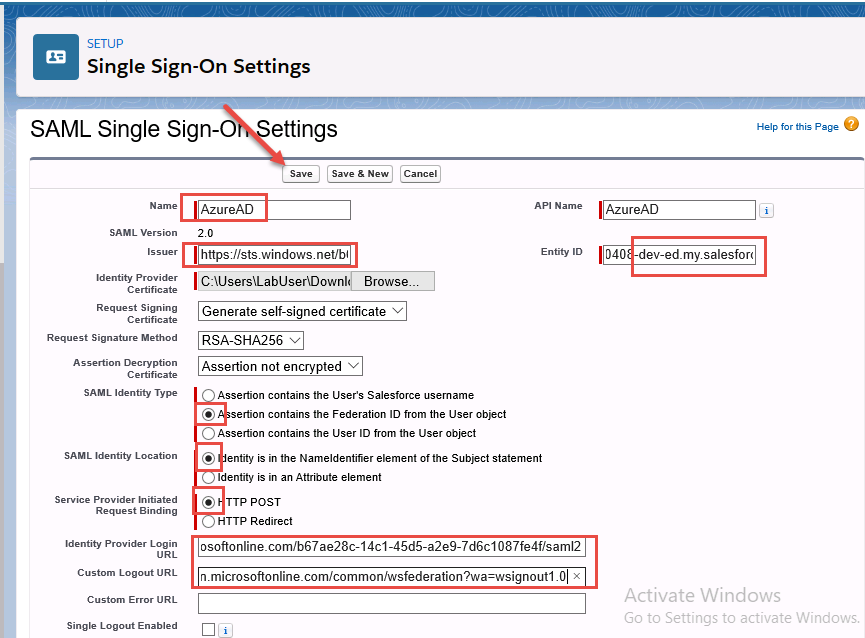 SETUP
Single Sign-On Settings
SAML Single Sign-On Settings
Help for this Page ?
Save Save & New Cancel
Name AzureAD API Name AzureAD i
SAML Version 2.0
Issuer https://sts.windows.net/b Entity ID 0408-dev-ed.my.salesforc
Identity Provider
Certificate C:\Users\LabUser\Downl Browse...
Request Signing
Certificate Generate self-signed certificate
Request Signature Method RSA-SHA256
Assertion Decryption
Certificate Assertion not encrypted
SAML Identity Type Assertion contains the User's Salesforce username
Assertion contains the Federation ID from the User object
Assertion contains the User ID from the User object
SAML Identity Location Identity is in the NameIdentifier element of the Subject statement
Identity is in an Attribute element
Service Provider Initiated
Request Binding HTTP POST
HTTP Redirect
Identity Provider Login
URL osoftonline.com/b67ae28c-14c1-45d5-a2e9-7d6c1087fe4f/saml2
Custom Logout URL n.microsoftonline.com/common/wsfederation?wa=wsignout1.0 ×
Custom Error URL
Single Logout Enabled i
Activate Windows
Go to Settings to activate Windows.